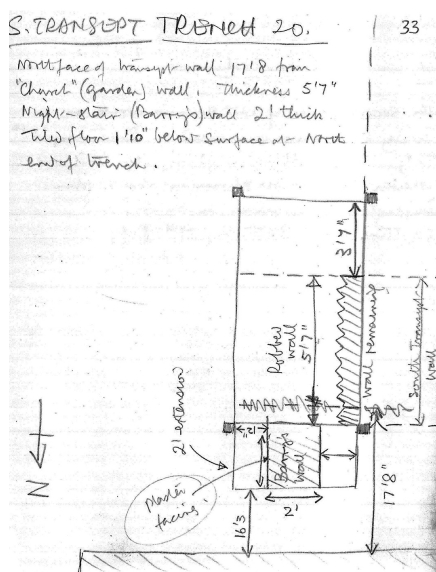 S. TRANSEPT TRENCH 20.
33
North face of transept wall 17'8 from
"Church" (garden) wall. Thickness 5'7"
Night-stair (Barry's) wall 2' thick
Tiled floor 1'10" below surface at North
end of trench.
3'7"
Robber
wall
5'7"
wall remaining
South Transept
wall
2' extension
Barry's
wall
plaster
facing.
2'
17'8"
16'3
N